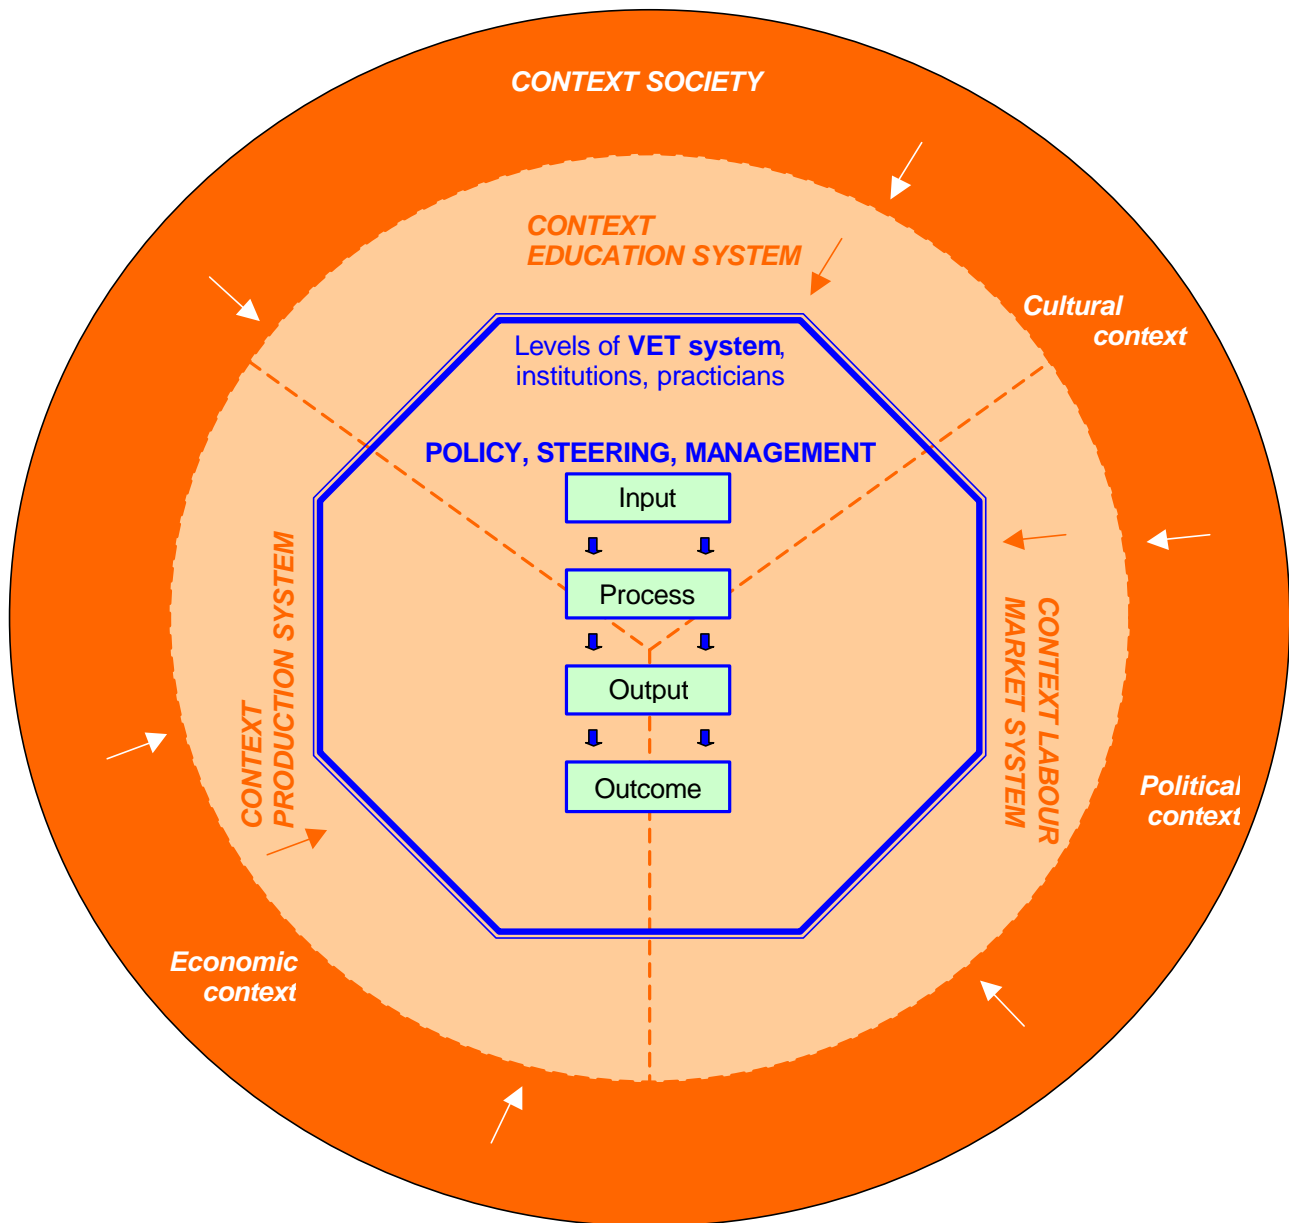 CONTEXT SOCIETY
CONTEXT
EDUCATION SYSTEM
Cultural
context
Levels of VET system,
institutions, practicians
POLICY, STEERING, MANAGEMENT
Input
Process
Output
Outcome
CONTEXT
PRODUCTION SYSTEM
CONTEXT LABOUR
MARKET SYSTEM
Political
context
Economic
context